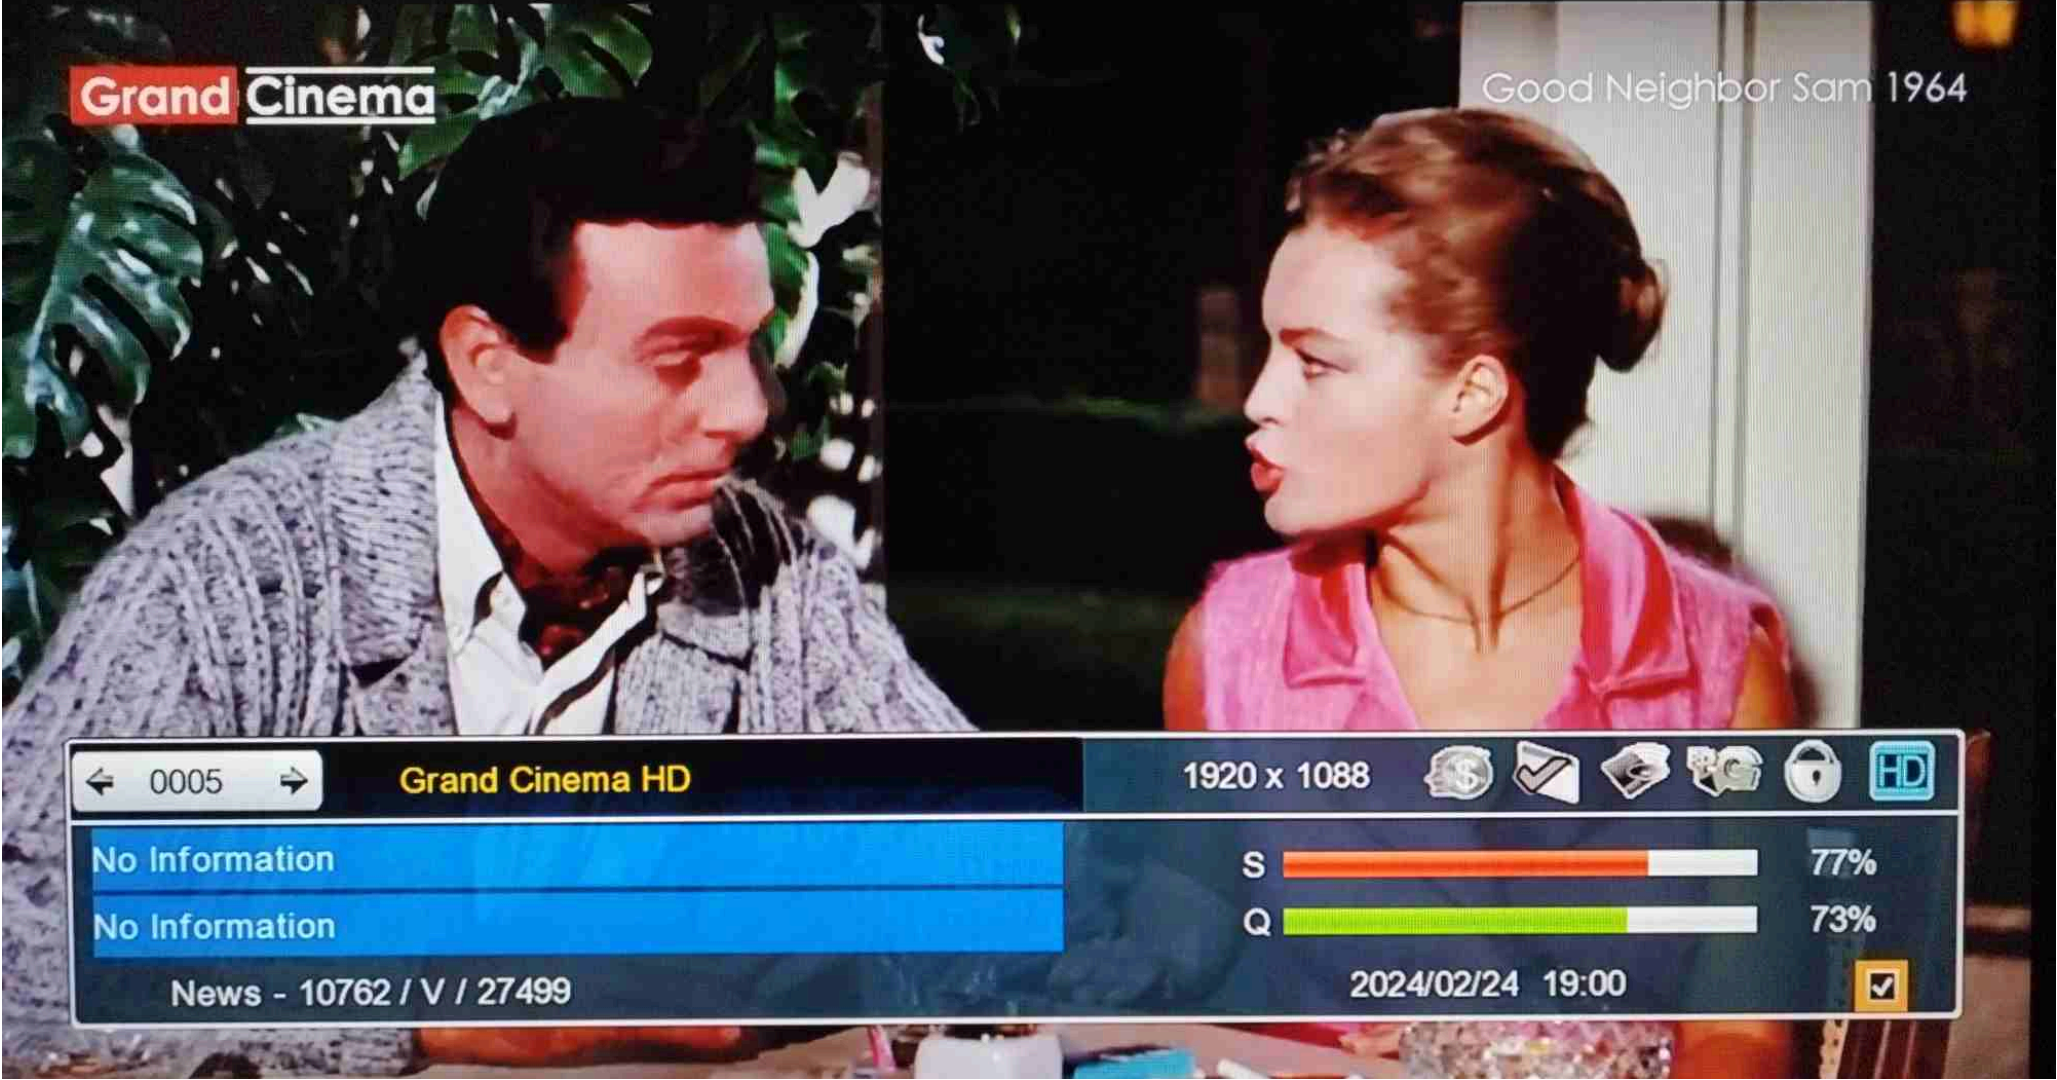 Grand Cinema
Good Neighbor Sam 1964
0005
Grand Cinema HD
1920 x 1088
$
HD
No Information
S
77%
No Information
Q
73%
News - 10762 / V / 27499
2024/02/24 19:00